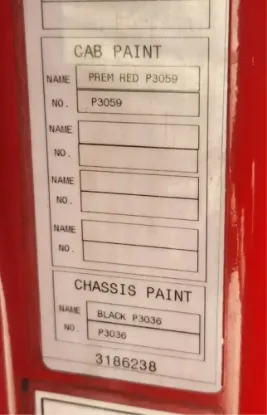 CAB PAINT
NAME PREM RED P3059
NO. P3059
NAME
NO.
NAME
NO.
NAME
NO.
CHASSIS PAINT
NAME BLACK P3036
NO. P3036
3186238